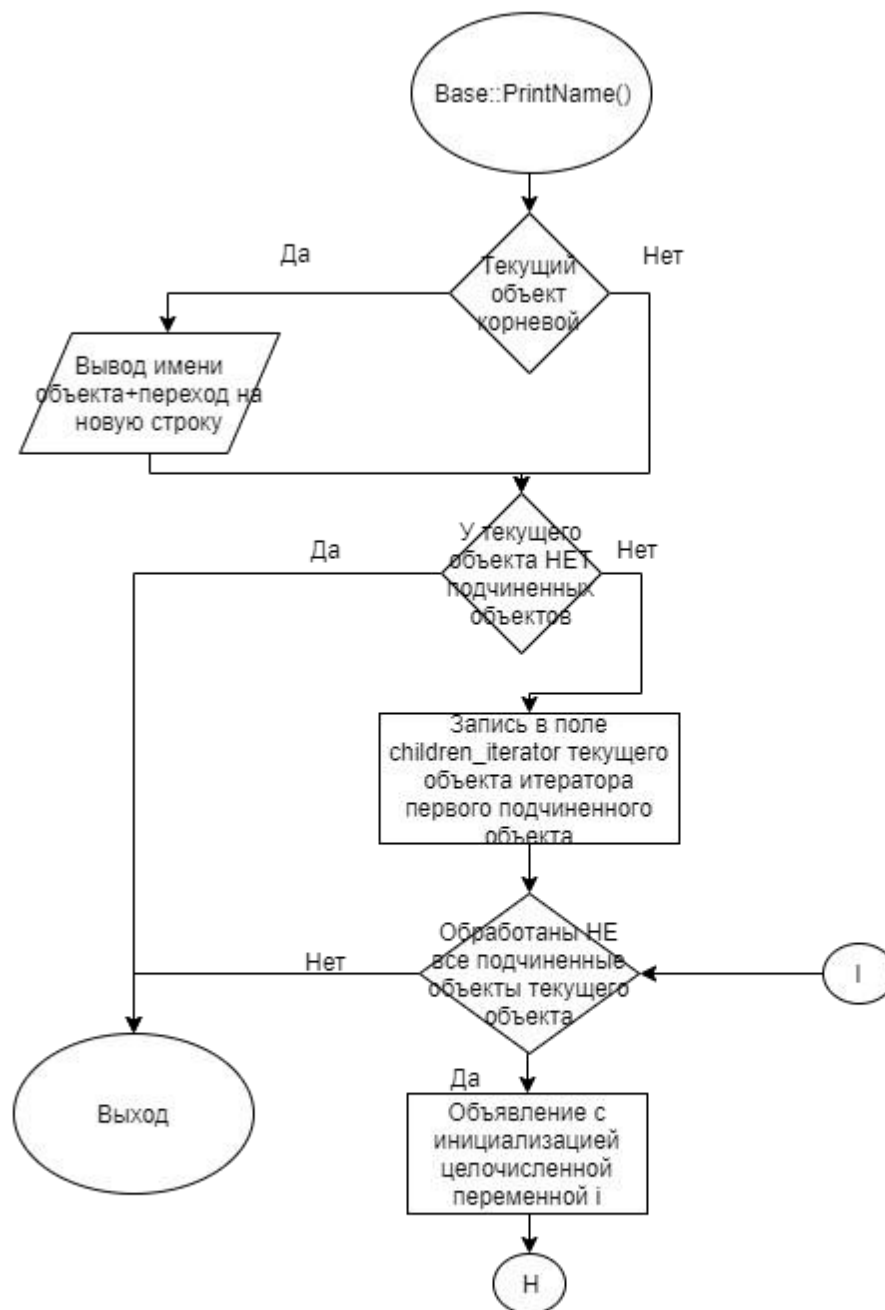 Base::PrintName()
Да
Нет
Текущий
объект
корневой
Вывод имени
объекта+переход на
новую строку
У текущего
объекта НЕТ
подчиненных
объектов
Да
Нет
Запись в поле
children_iterator текущего
объекта итератора
первого подчиненного
объекта
Обработаны НЕ
все подчиненные
объекты текущего
объекта
Нет
I
Да
Выход
Объявление с
инициализацией
целочисленной
переменной i
H